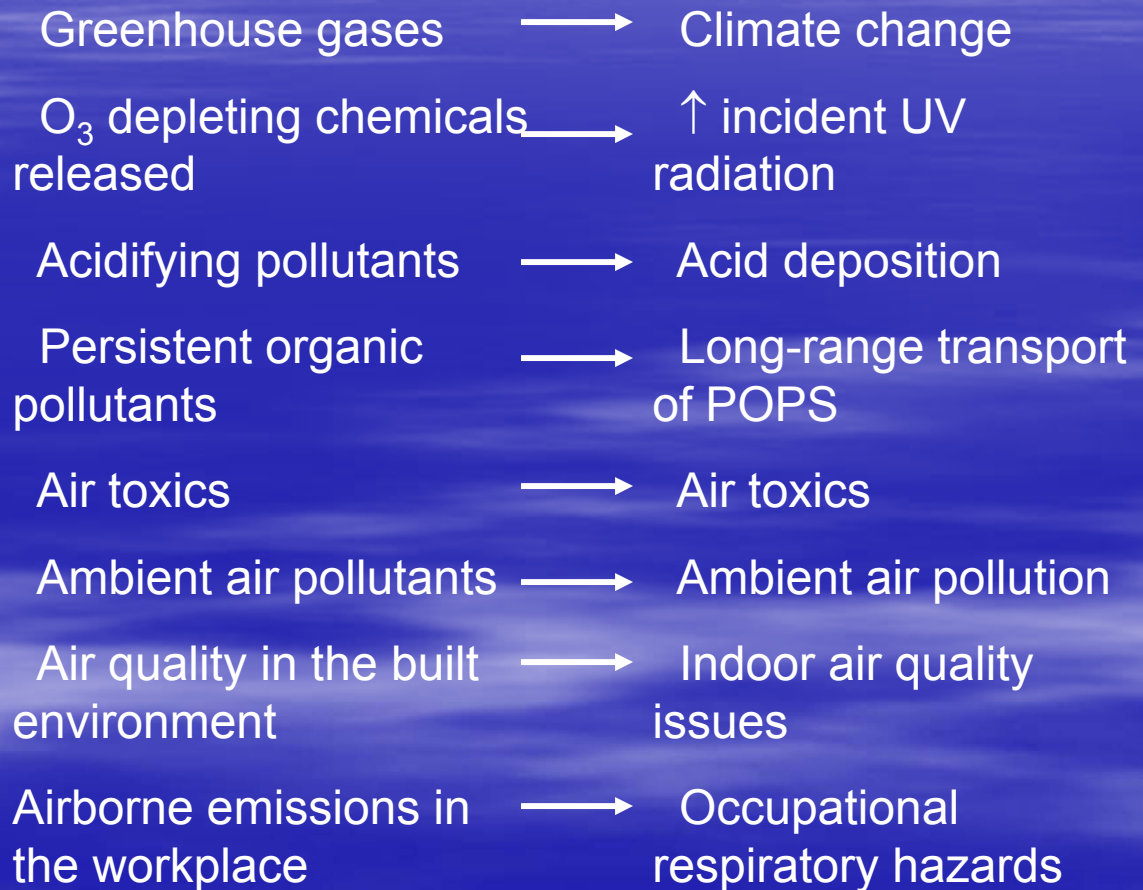 Greenhouse gases → Climate change
O₃ depleting chemicals → ↑ incident UV
released radiation
Acidifying pollutants → Acid deposition
Persistent organic → Long-range transport
pollutants of POPS
Air toxics → Air toxics
Ambient air pollutants → Ambient air pollution
Air quality in the built → Indoor air quality
environment issues
Airborne emissions in → Occupational
the workplace respiratory hazards